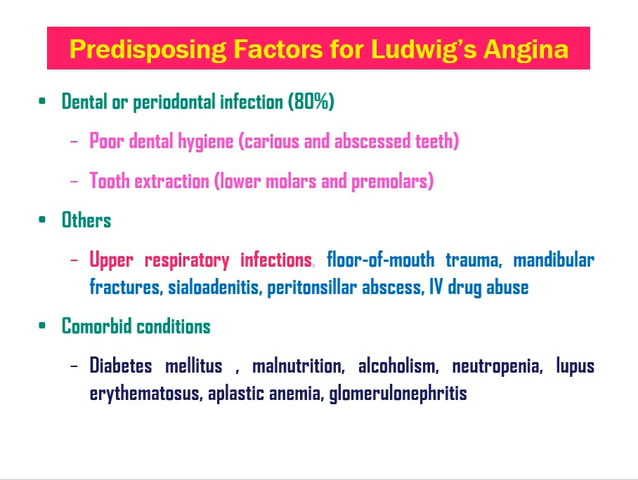 Predisposing Factors for Ludwig's Angina
• Dental or periodontal infection (80%)
– Poor dental hygiene (carious and abscessed teeth)
– Tooth extraction (lower molars and premolars)
• Others
– Upper respiratory infections, floor-of-mouth trauma, mandibular
fractures, sialoadenitis, peritonsillar abscess, IV drug abuse
• Comorbid conditions
– Diabetes mellitus , malnutrition, alcoholism, neutropenia, lupus
erythematosus, aplastic anemia, glomerulonephritis